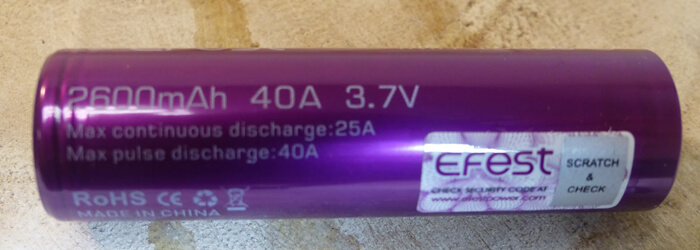 2600mAh 40A 3.7V
Max continuous discharge:25A
Max pulse discharge:40A
RoHS CE
MADE IN CHINA
EFEST
CHECK SECURITY CODE AT
www.efestpower.com
SCRATCH
&
CHECK